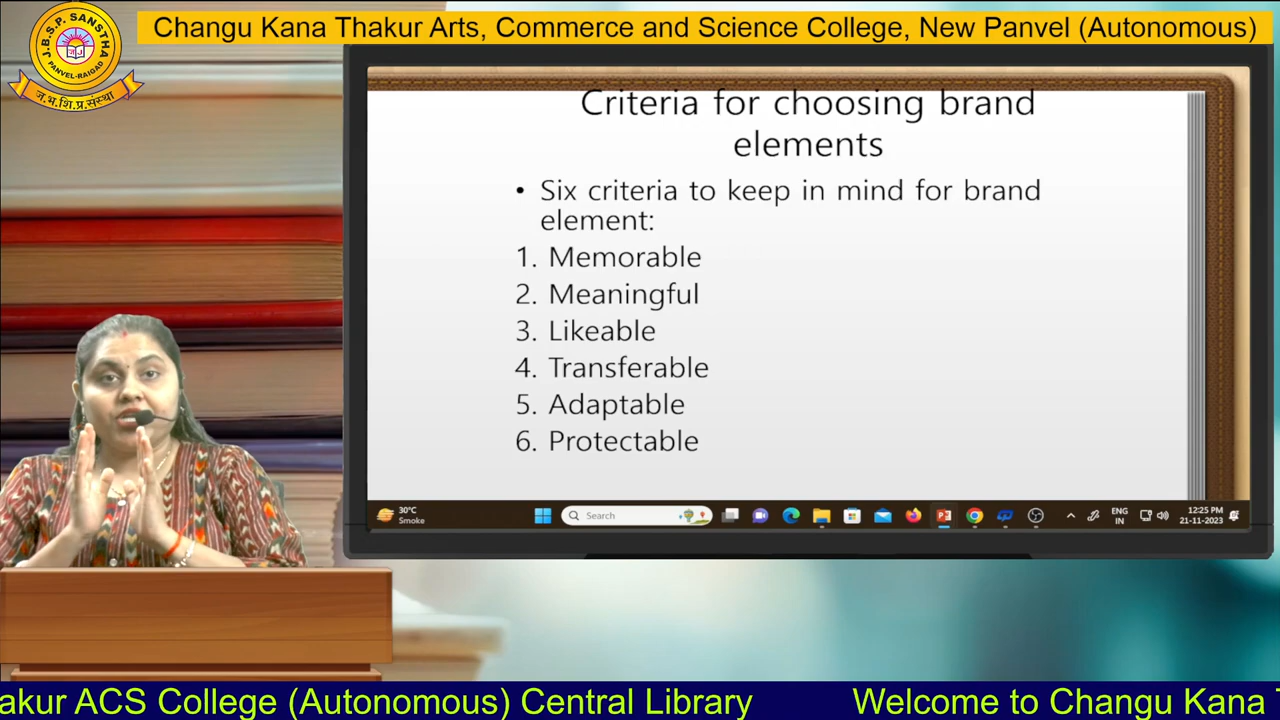 J.B.S.P. SANSTHA
PANVEL-RAIGAD
ज.भ.शि.प्र.संस्था
Changu Kana Thakur Arts, Commerce and Science College, New Panvel (Autonomous)
Criteria for choosing brand
elements
• Six criteria to keep in mind for brand
element:
1. Memorable
2. Meaningful
3. Likeable
4. Transferable
5. Adaptable
6. Protectable
30°C
Smoke
Search
ENG
IN
12:25 PM
21-11-2023
akur ACS College (Autonomous) Central Library
Welcome to Changu Kana T